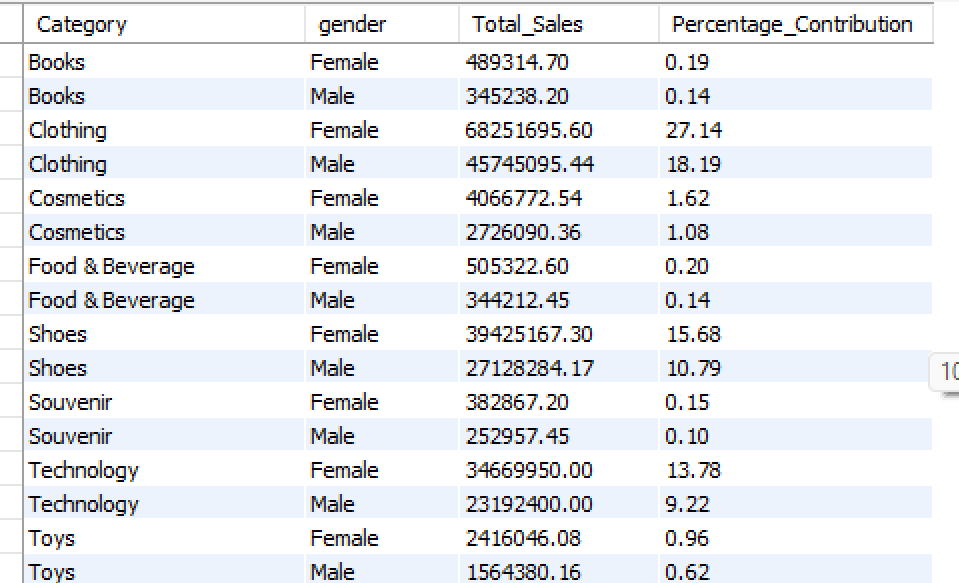 Category gender Total_Sales Percentage_Contribution
Books Female 489314.70 0.19
Books Male 345238.20 0.14
Clothing Female 68251695.60 27.14
Clothing Male 45745095.44 18.19
Cosmetics Female 4066772.54 1.62
Cosmetics Male 2726090.36 1.08
Food & Beverage Female 505322.60 0.20
Food & Beverage Male 344212.45 0.14
Shoes Female 39425167.30 15.68
Shoes Male 27128284.17 10.79
Souvenir Female 382867.20 0.15
Souvenir Male 252957.45 0.10
Technology Female 34669950.00 13.78
Technology Male 23192400.00 9.22
Toys Female 2416046.08 0.96
Toys Male 1564380.16 0.62